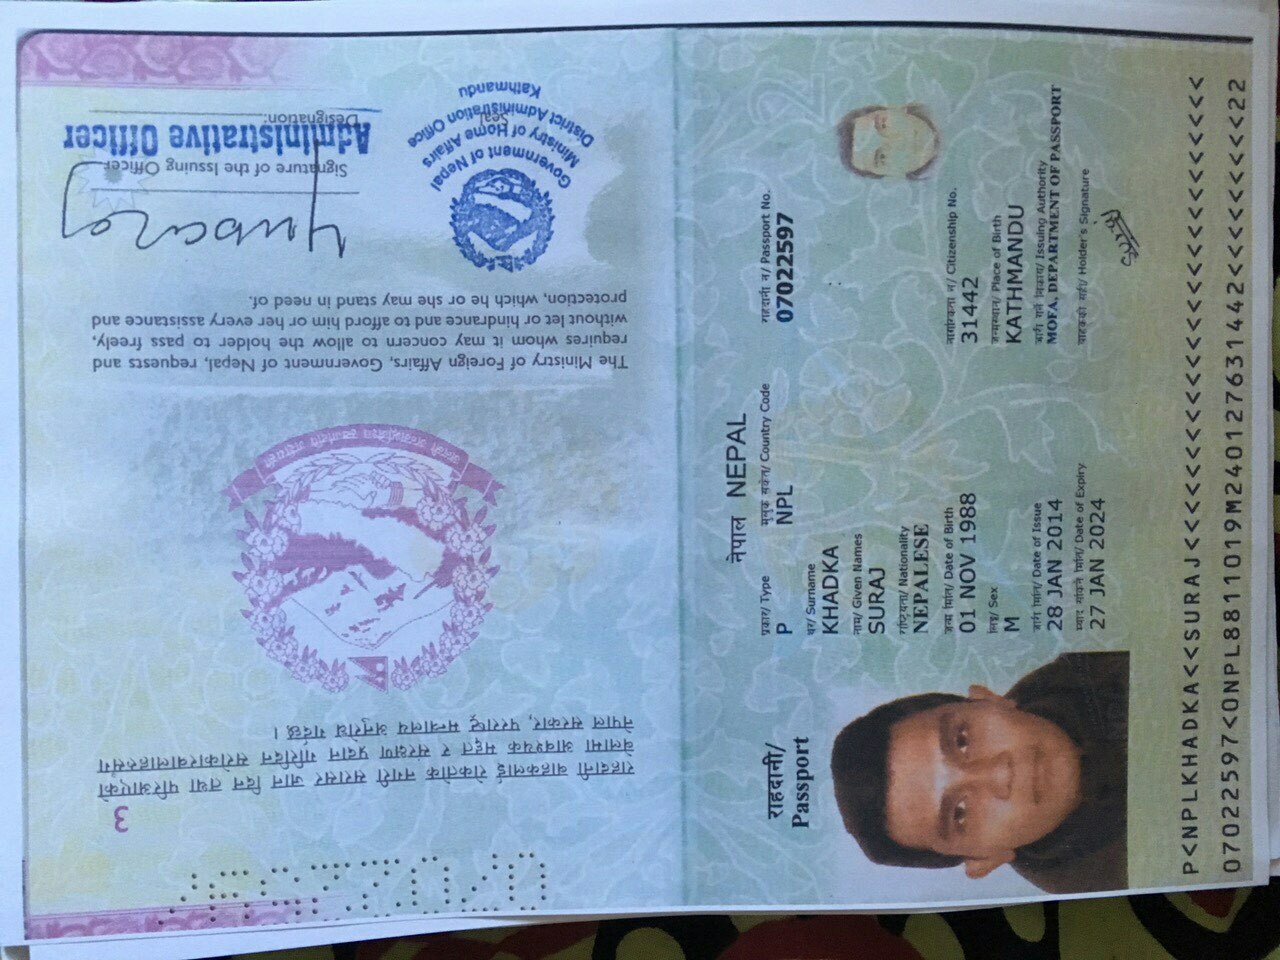 राहदानी/
Passport
नेपाल NEPAL
प्रकार/ Type
P
मुलुक संकेत/ Country Code
NPL
राहदानी नं/ Passport No.
07022597
थर/ Surname
KHADKA
नाम/ Given Names
SURAJ
राष्ट्रियता/ Nationality
NEPALESE
जन्म मिति/ Date of Birth
01 NOV 1988
नागरिकता नं/ Citizenship No.
31442
लिङ्ग/ Sex
M
जन्मस्थान/ Place of Birth
KATHMANDU
जारी मिति/ Date of Issue
28 JAN 2014
जारी गर्ने निकाय/ Issuing Authority
MOFA, DEPARTMENT OF PASSPORT
म्याद सकिने मिति/ Date of Expiry
27 JAN 2024
वाहकको सही/ Holder's Signature
P<NPLKHADKA<<SURAJ<<<<<<<<<<<<<<<<<<<<<<<<<<
07022597<0NPL8811019M24012763​1442<<<<<<<<<22
3
राहदानी वाहकलाई रोकतोक नगरी सरासर जान दिन तथा परिआएको
बेलामा आवश्यक मद्दत र संरक्षण प्रदान गरिदिन सरोकारवालाहरूसंग
नेपाल सरकार, परराष्ट्र मन्त्रालय अनुरोध गर्दछ ।
The Ministry of Foreign Affairs, Government of Nepal, requests and
requires whom it may concern to allow the holder to pass freely,
without let or hindrance and to afford him or her every assistance and
protection, which he or she may stand in need of.
Government of Nepal
Ministry of Home Affairs
District Administration Office
Kathmandu
Seal
Yubaraj
Signature of the Issuing Officer
Administrative Officer
Designation: